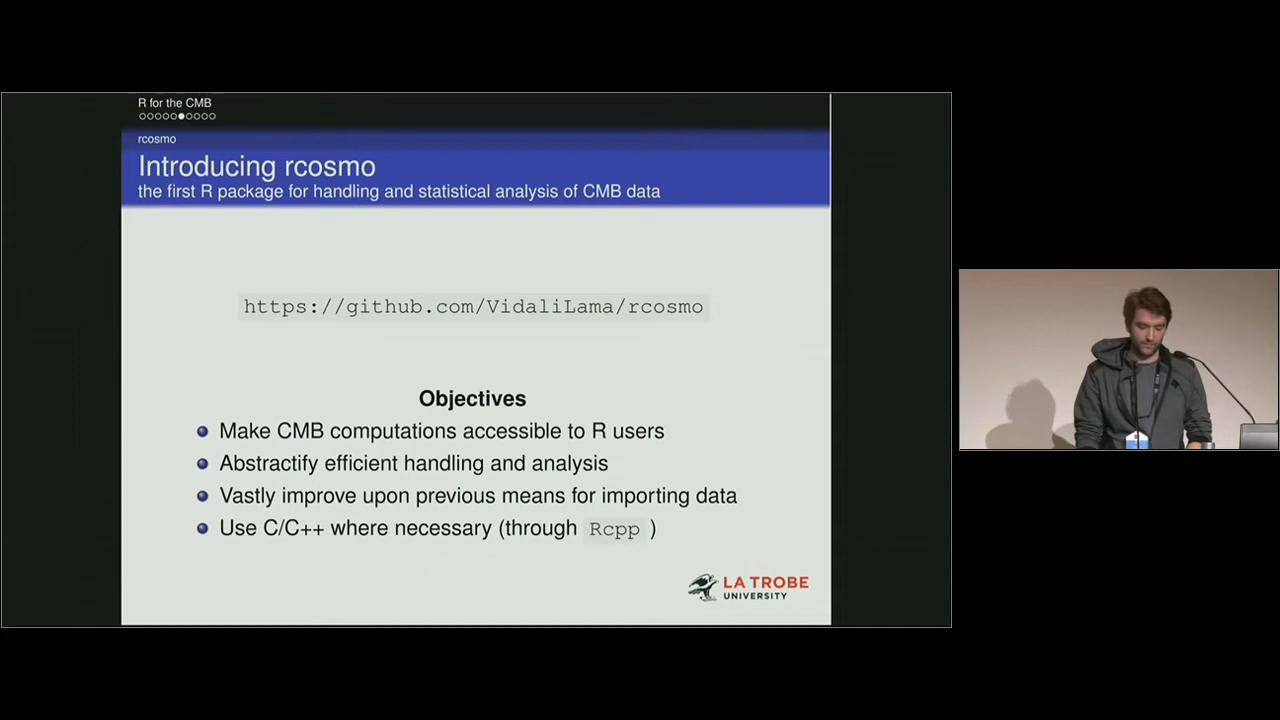 R for the CMB
rcosmo
Introducing rcosmo
the first R package for handling and statistical analysis of CMB data
https://github.com/VidaliLama/rcosmo
Objectives
Make CMB computations accessible to R users
Abstractify efficient handling and analysis
Vastly improve upon previous means for importing data
Use C/C++ where necessary (through Rcpp )
LA TROBE
UNIVERSITY